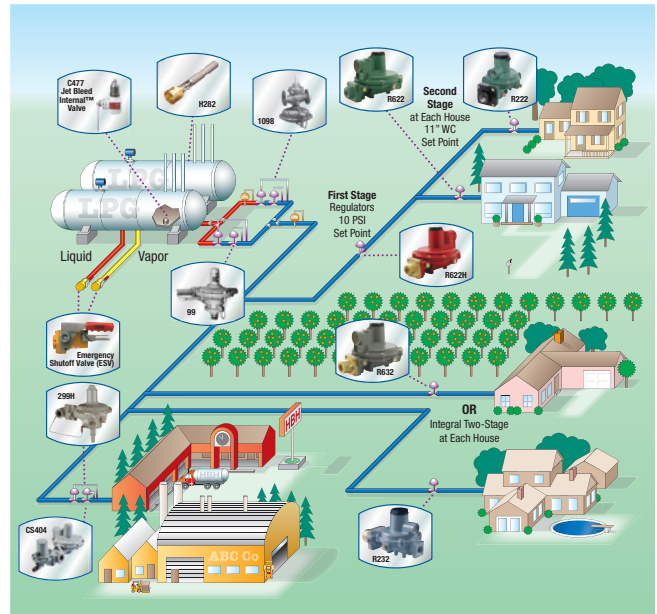 C477
Jet Bleed
Internal™
Valve
H282
1098
R622
Second
Stage
at Each House
11" WC
Set Point
R222
LPG
LPG
First Stage
Regulators
10 PSI
Set Point
Liquid
Vapor
R622H
99
Emergency
Shutoff Valve (ESV)
R632
299H
HBH
OR
Integral Two-Stage
at Each House
HBH
CS404
ABC Co
R232